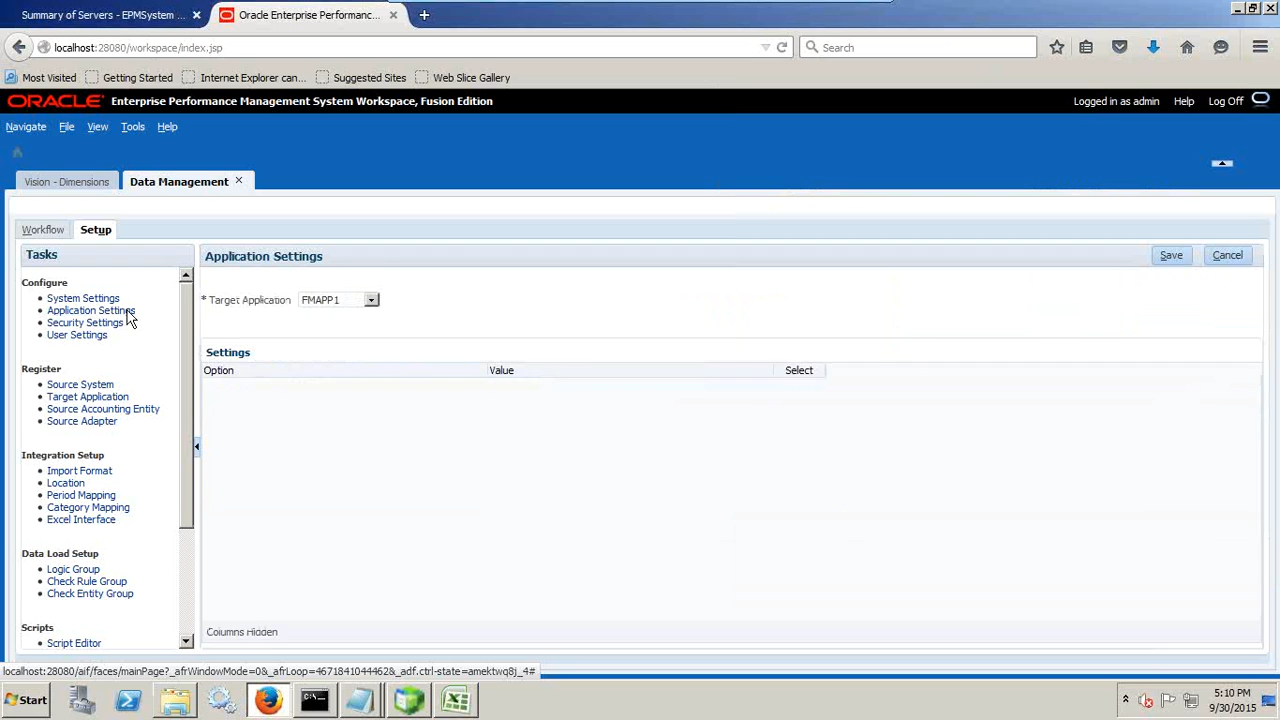 Summary of Servers - EPMSystem ...
Oracle Enterprise Performanc...
localhost:28080/workspace/index.jsp
Search
Most Visited
Getting Started
Internet Explorer can...
Suggested Sites
Web Slice Gallery
ORACLE Enterprise Performance Management System Workspace, Fusion Edition
Logged in as admin Help Log Off
Navigate File View Tools Help
Vision - Dimensions
Data Management
Workflow
Setup
Tasks
Configure
System Settings
Application Settings
Security Settings
User Settings
Register
Source System
Target Application
Source Accounting Entity
Source Adapter
Integration Setup
Import Format
Location
Period Mapping
Category Mapping
Excel Interface
Data Load Setup
Logic Group
Check Rule Group
Check Entity Group
Scripts
Script Editor
Application Settings
Save
Cancel
* Target Application FMAPP1
Settings
Option Value Select
Columns Hidden
localhost:28080/aif/faces/mainPage?_afrWindowMode=0&_afrLoop=4671841044462&_adf.ctrl-state=amektwq8j_4#
Start
C:\.
5:10 PM
9/30/2015